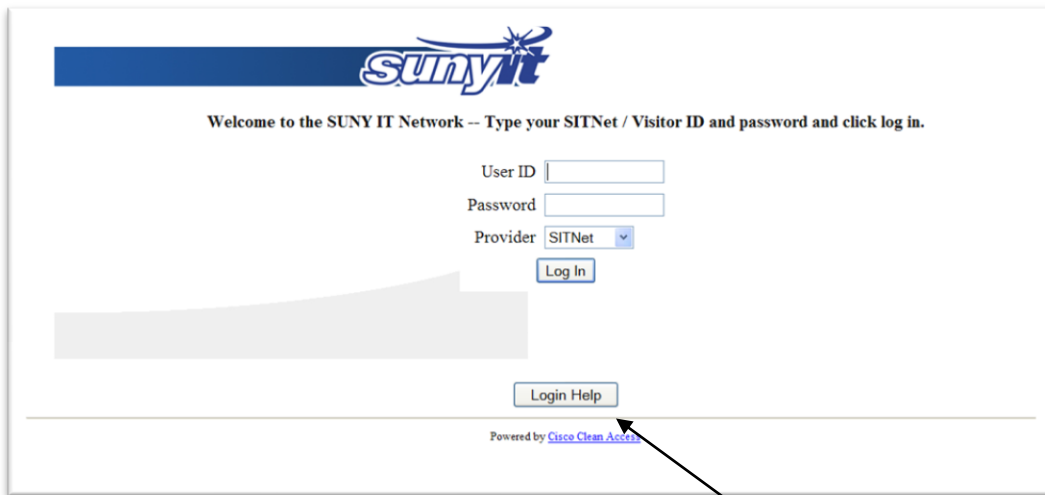 sunyit
Welcome to the SUNY IT Network -- Type your SITNet / Visitor ID and password and click log in.
User ID
Password
Provider SITNet
Log In
Login Help
Powered by Cisco Clean Access